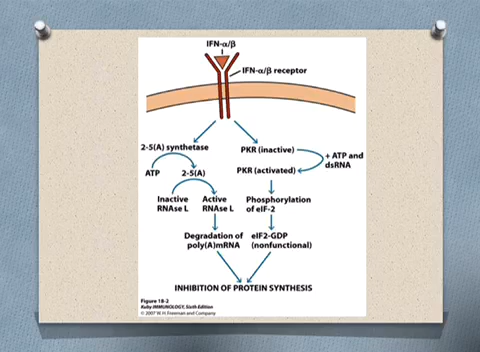 IFN-α/β
IFN-α/β receptor
2-5(A) synthetase
PKR (inactive)
+ ATP and
dsRNA
ATP
2-5(A)
PKR (activated)
Inactive
RNAse L
Active
RNAse L
Phosphorylation
of eIF-2
Degradation of
poly(A)mRNA
eIF2-GDP
(nonfunctional)
INHIBITION OF PROTEIN SYNTHESIS
Figure 18-2
Kuby IMMUNOLOGY, Sixth Edition
© 2007 W. H. Freeman and Company